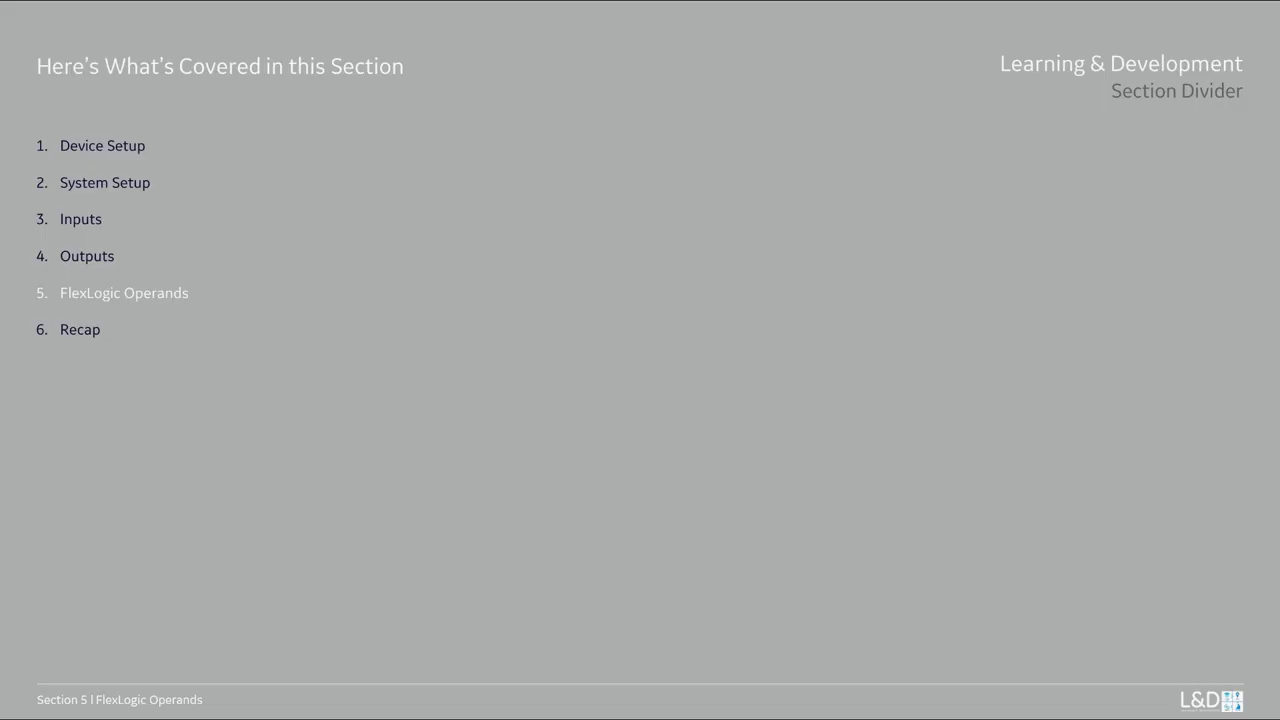 Here's What's Covered in this Section
Learning & Development
Section Divider
1. Device Setup
2. System Setup
3. Inputs
4. Outputs
5. FlexLogic Operands
6. Recap
Section 5 | FlexLogic Operands
L&D